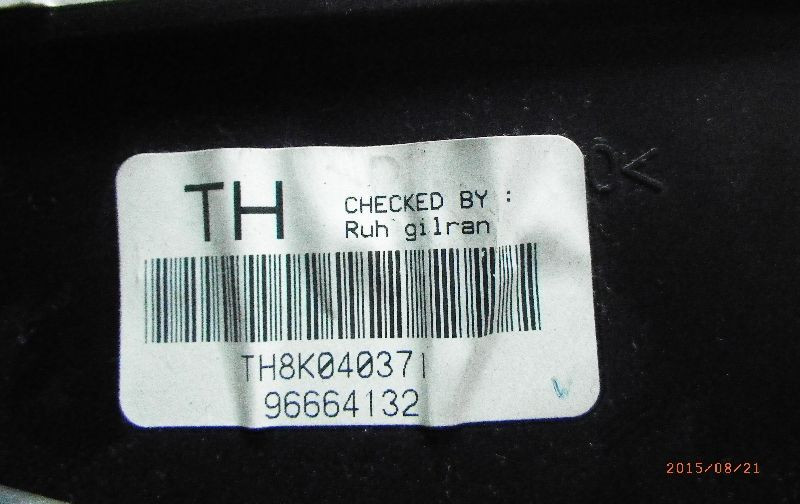 TH
CHECKED BY :
Ruh gilran
TH8K040371
96664132
2015/08/21